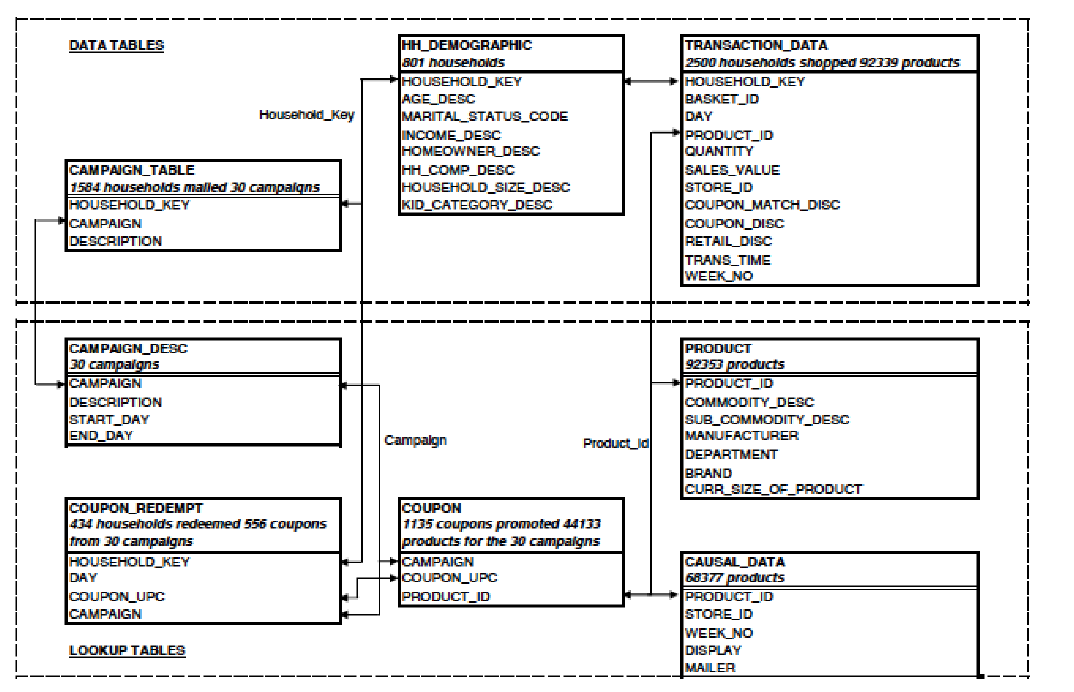 DATA TABLES
HH_DEMOGRAPHIC
801 households
HOUSEHOLD_KEY
AGE_DESC
MARITAL_STATUS_CODE
INCOME_DESC
HOMEOWNER_DESC
HH_COMP_DESC
HOUSEHOLD_SIZE_DESC
KID_CATEGORY_DESC
TRANSACTION_DATA
2500 households shopped 92339 products
HOUSEHOLD_KEY
BASKET_ID
DAY
PRODUCT_ID
QUANTITY
SALES_VALUE
STORE_ID
COUPON_MATCH_DISC
COUPON_DISC
RETAIL_DISC
TRANS_TIME
WEEK_NO
Household_Key
CAMPAIGN_TABLE
1584 households mailed 30 campaigns
HOUSEHOLD_KEY
CAMPAIGN
DESCRIPTION
CAMPAIGN_DESC
30 campaigns
CAMPAIGN
DESCRIPTION
START_DAY
END_DAY
Campaign
Product_Id
PRODUCT
92353 products
PRODUCT_ID
COMMODITY_DESC
SUB_COMMODITY_DESC
MANUFACTURER
DEPARTMENT
BRAND
CURR_SIZE_OF_PRODUCT
COUPON_REDEMPT
434 households redeemed 556 coupons
from 30 campaigns
HOUSEHOLD_KEY
DAY
COUPON_UPC
CAMPAIGN
COUPON
1135 coupons promoted 44133
products for the 30 campaigns
CAMPAIGN
COUPON_UPC
PRODUCT_ID
CAUSAL_DATA
68377 products
PRODUCT_ID
STORE_ID
WEEK_NO
DISPLAY
MAILER
LOOKUP TABLES